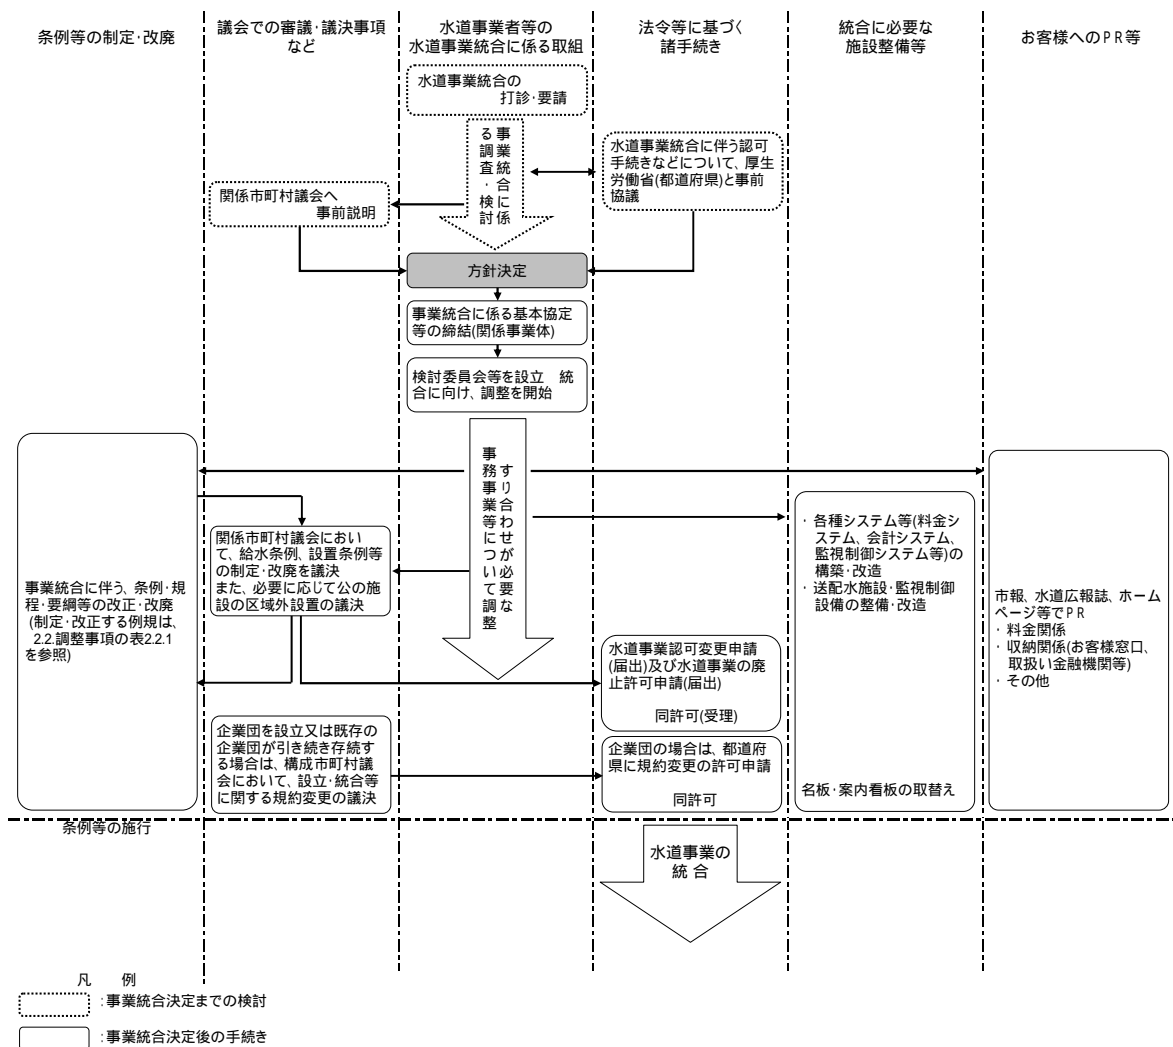 条例等の制定・改廃
議会での審議・議決事項
など
水道事業者等の
水道事業統合に係る取組
法令等に基づく
諸手続き
統合に必要な
施設整備等
お客様へのPR等
水道事業統合の
打診・要請
事業統合に係
る調査・検討
水道事業統合に伴う認可
手続きなどについて、厚生
労働省(都道府県)と事前
協議
関係市町村議会へ
事前説明
方針決定
事業統合に係る基本協定
等の締結(関係事業体)
検討委員会等を設立　統
合に向け、調整を開始
すり合わせが必要な
事務事業等について調整
事業統合に伴う、条例・規
程・要綱等の改正・改廃
(制定・改正する例規は、
2.2.調整事項の表2.2.1
を参照)
関係市町村議会におい
て、給水条例、設置条例等
の制定・改廃を議決
また、必要に応じて公の施
設の区域外設置の議決
企業団を設立又は既存の
企業団が引き続き存続す
る場合は、構成市町村議
会において、設立・統合等
に関する規約変更の議決
水道事業認可変更申請
(届出)及び水道事業の廃
止許可申請(届出)
同許可(受理)
企業団の場合は、都道府
県に規約変更の許可申請
同許可
・各種システム等(料金シ
ステム、会計システム、
監視制御システム等)の
構築・改造
・送配水施設・監視制御
設備の整備・改造
名板・案内看板の取替え
市報、水道広報誌、ホーム
ページ等でPR
・料金関係
・収納関係(お客様窓口、
取扱い金融機関等)
・その他
条例等の施行
水道事業の
統 合
凡　例
:事業統合決定までの検討
:事業統合決定後の手続き